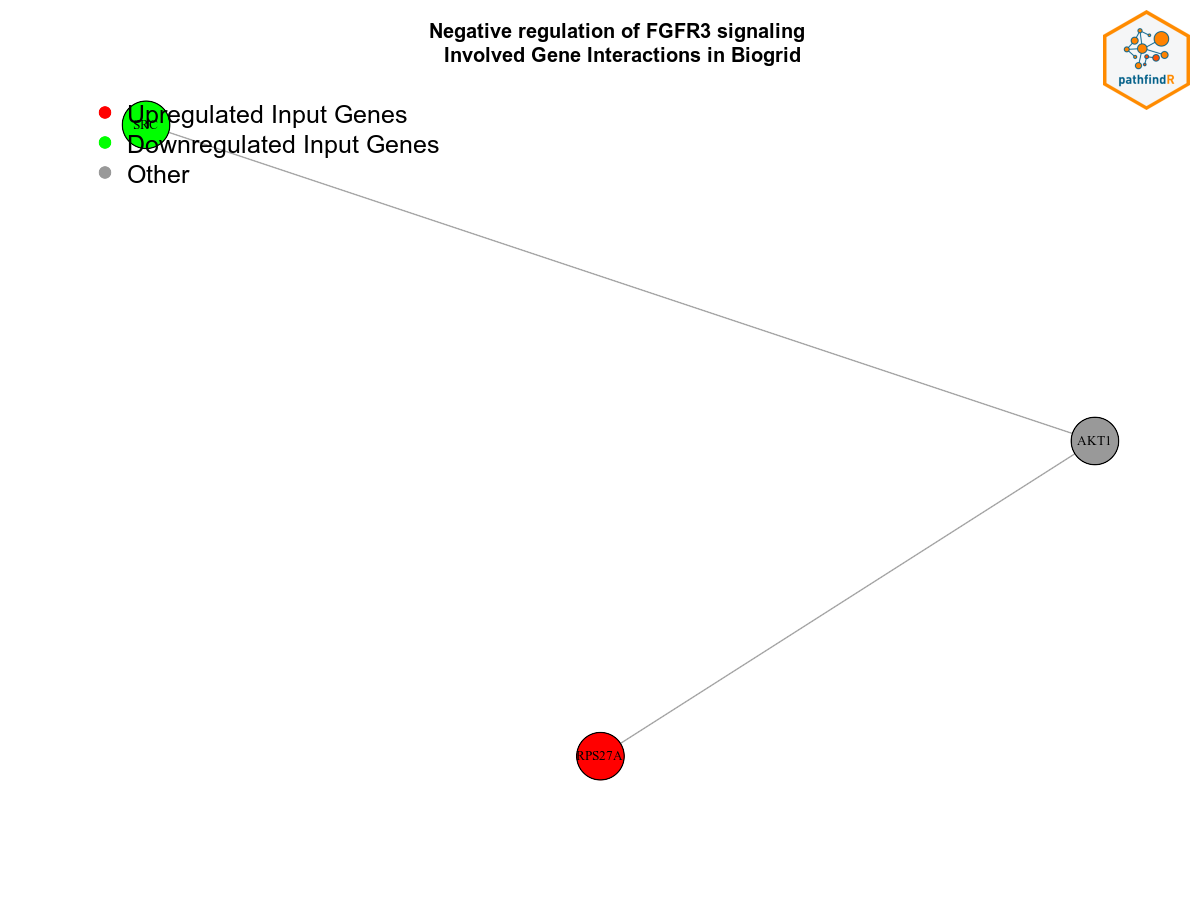 Negative regulation of FGFR3 signaling
Involved Gene Interactions in Biogrid
pathfindR
Upregulated Input Genes
Downregulated Input Genes
Other
AKT1
RPS27A